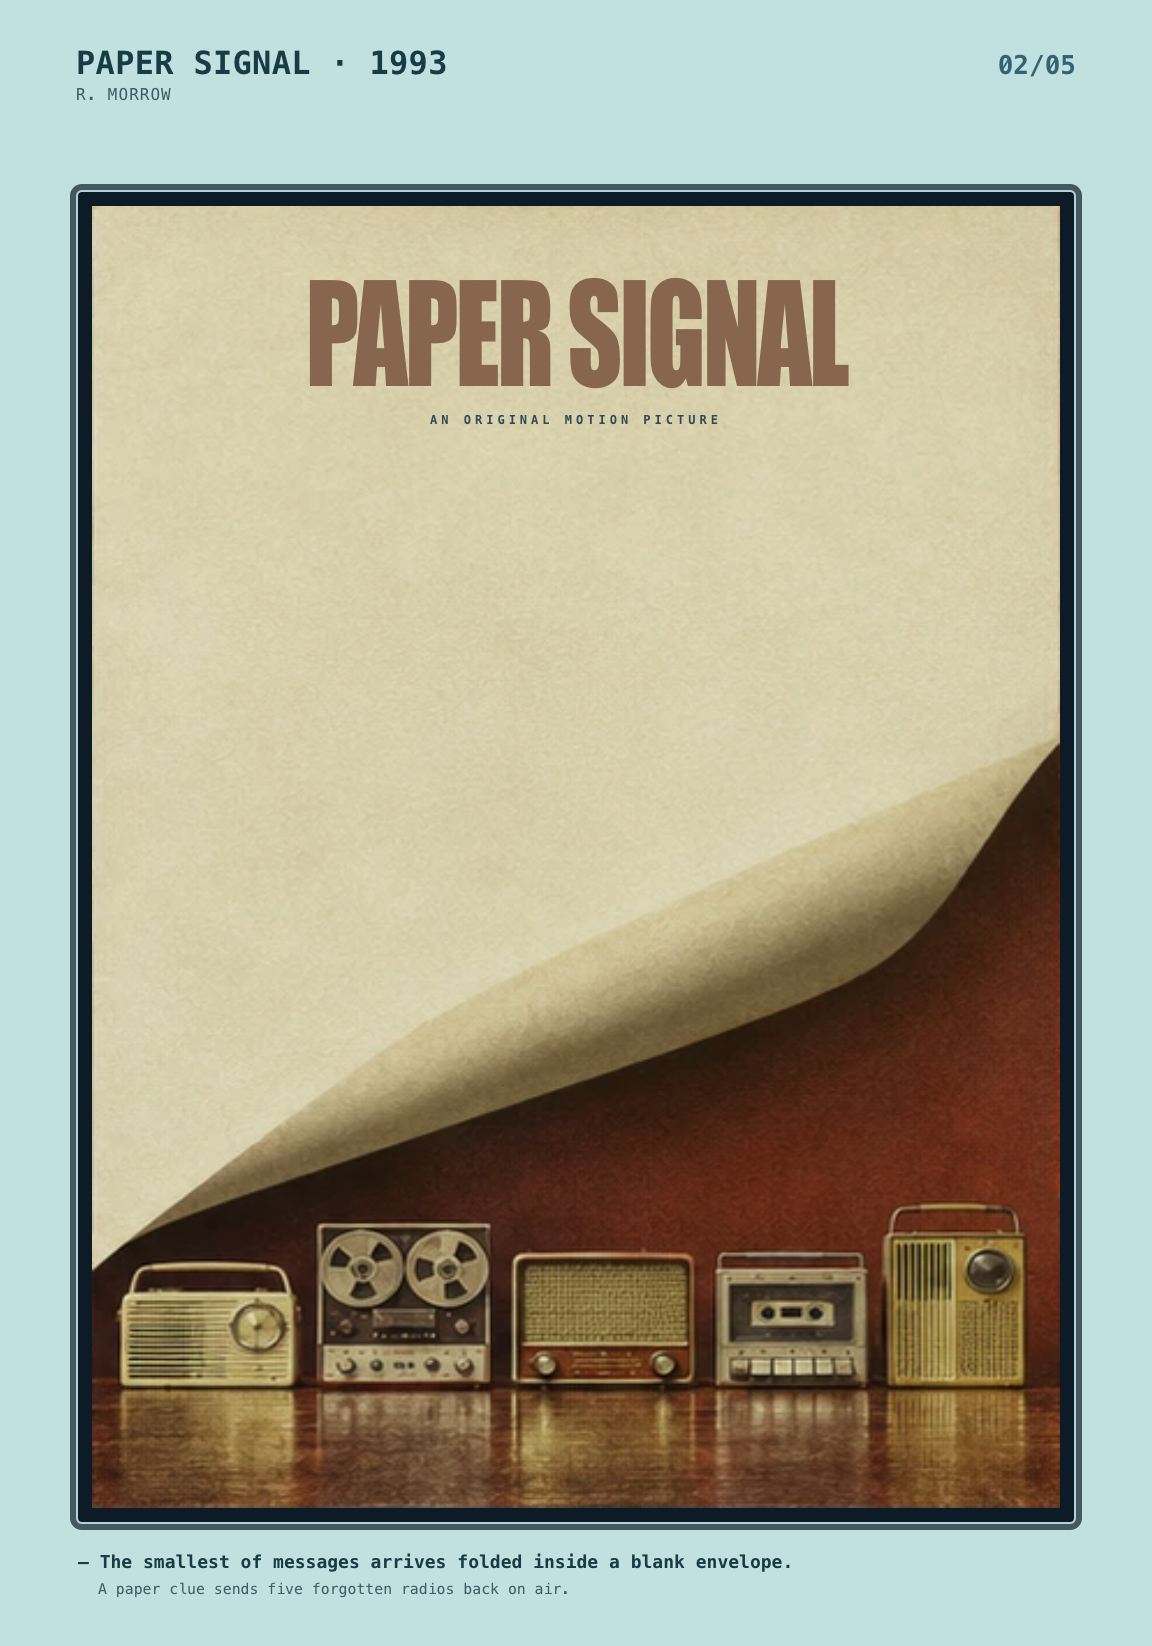 PAPER SIGNAL · 1993
02/05
R. MORROW
PAPER SIGNAL
AN ORIGINAL MOTION PICTURE
— The smallest of messages arrives folded inside a blank envelope.
A paper clue sends five forgotten radios back on air.